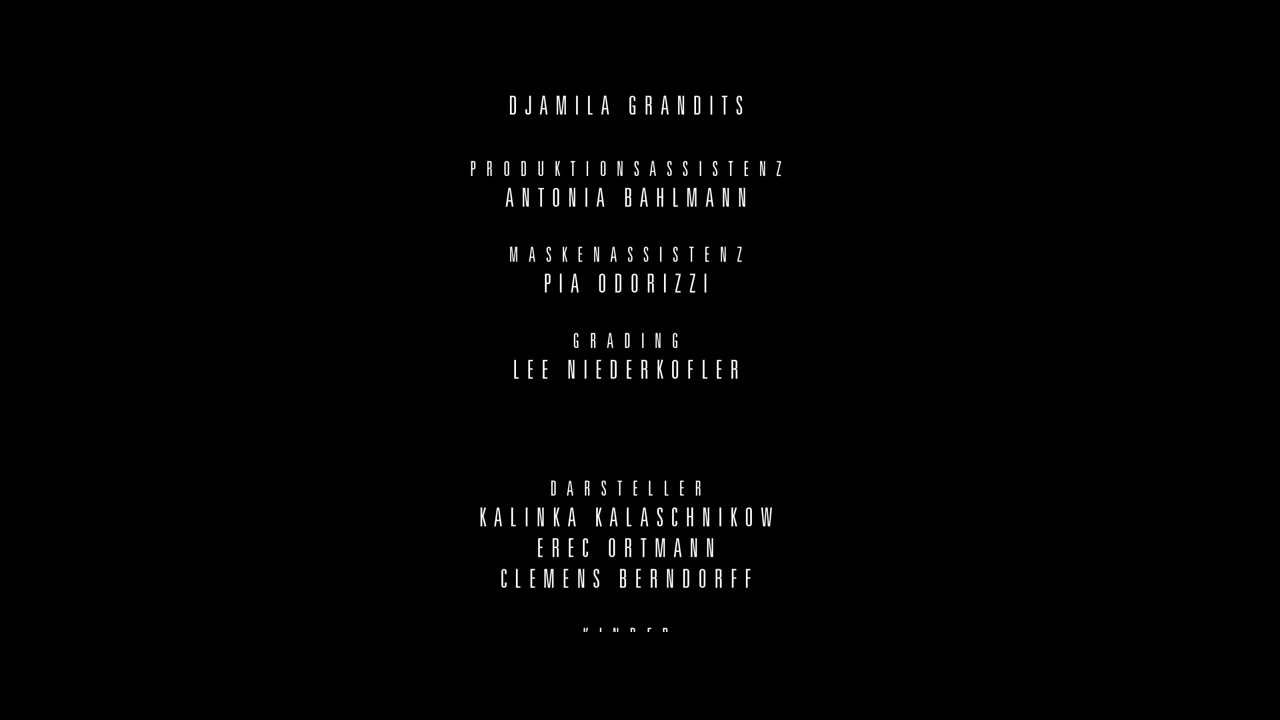 DJAMILA GRANDITS
PRODUKTIONSASSISTENZ
ANTONIA BAHLMANN
MASKENASSISTENZ
PIA ODORIZZI
GRADING
LEE NIEDERKOFLER
DARSTELLER
KALINKA KALASCHNIKOW
EREC ORTMANN
CLEMENS BERNDORFF